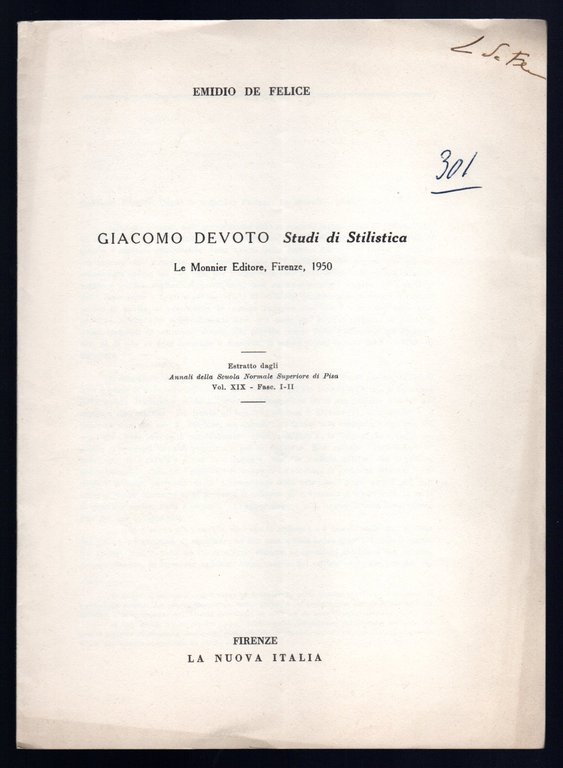 EMIDIO DE FELICE
301
GIACOMO DEVOTO Studi di Stilistica
Le Monnier Editore, Firenze, 1950
Estratto dagli
Annali della Scuola Normale Superiore di Pisa
Vol. XIX - Fasc. I-II
FIRENZE
LA NUOVA ITALIA